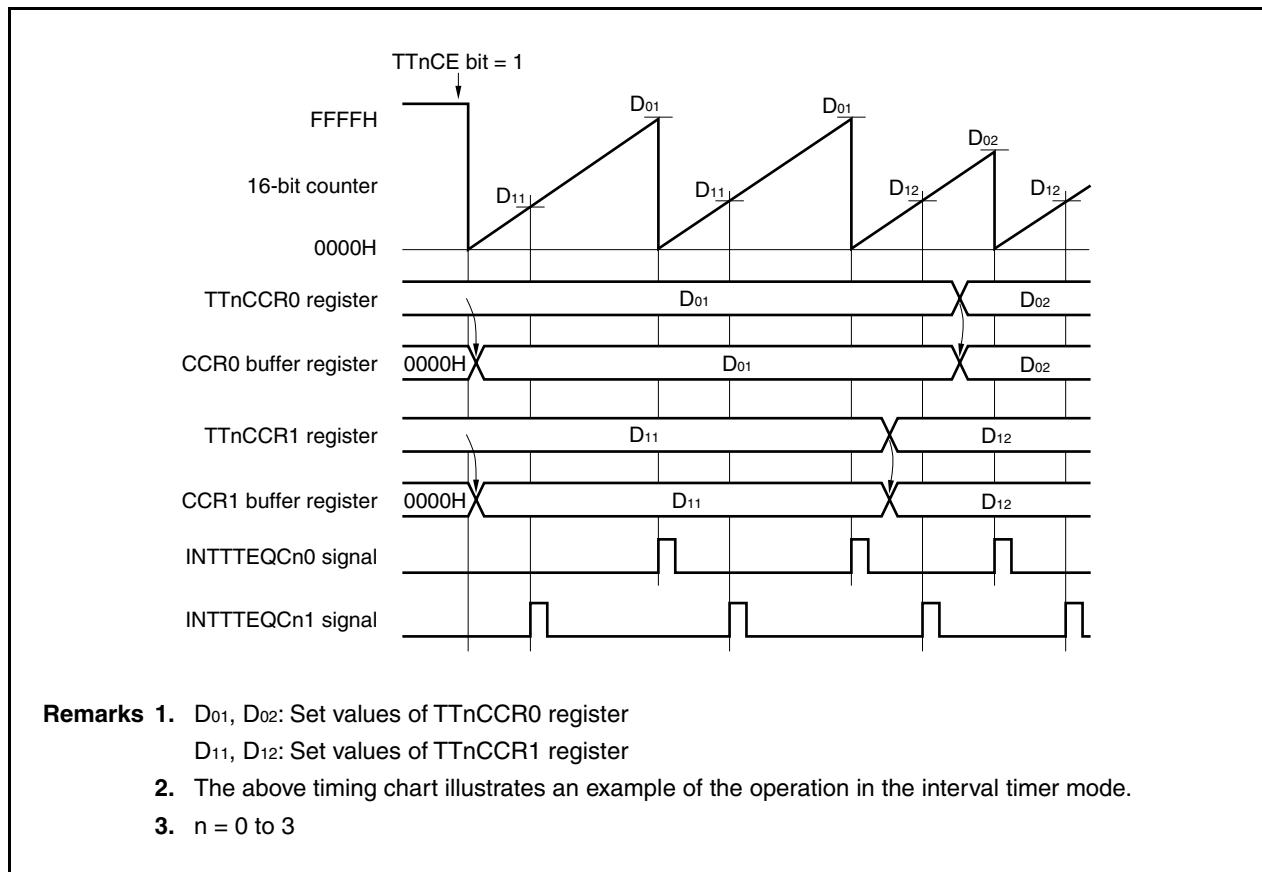 TTnCE bit = 1
D01 D01
FFFFH
D02
16-bit counter
D11 D11 D12 D12
0000H
TTnCCR0 register D01 D02
CCR0 buffer register 0000H D01 D02
TTnCCR1 register D11 D12
CCR1 buffer register 0000H D11 D12
INTTTEQCn0 signal
INTTTEQCn1 signal
Remarks 1. D01, D02: Set values of TTnCCR0 register
D11, D12: Set values of TTnCCR1 register
2. The above timing chart illustrates an example of the operation in the interval timer mode.
3. n = 0 to 3